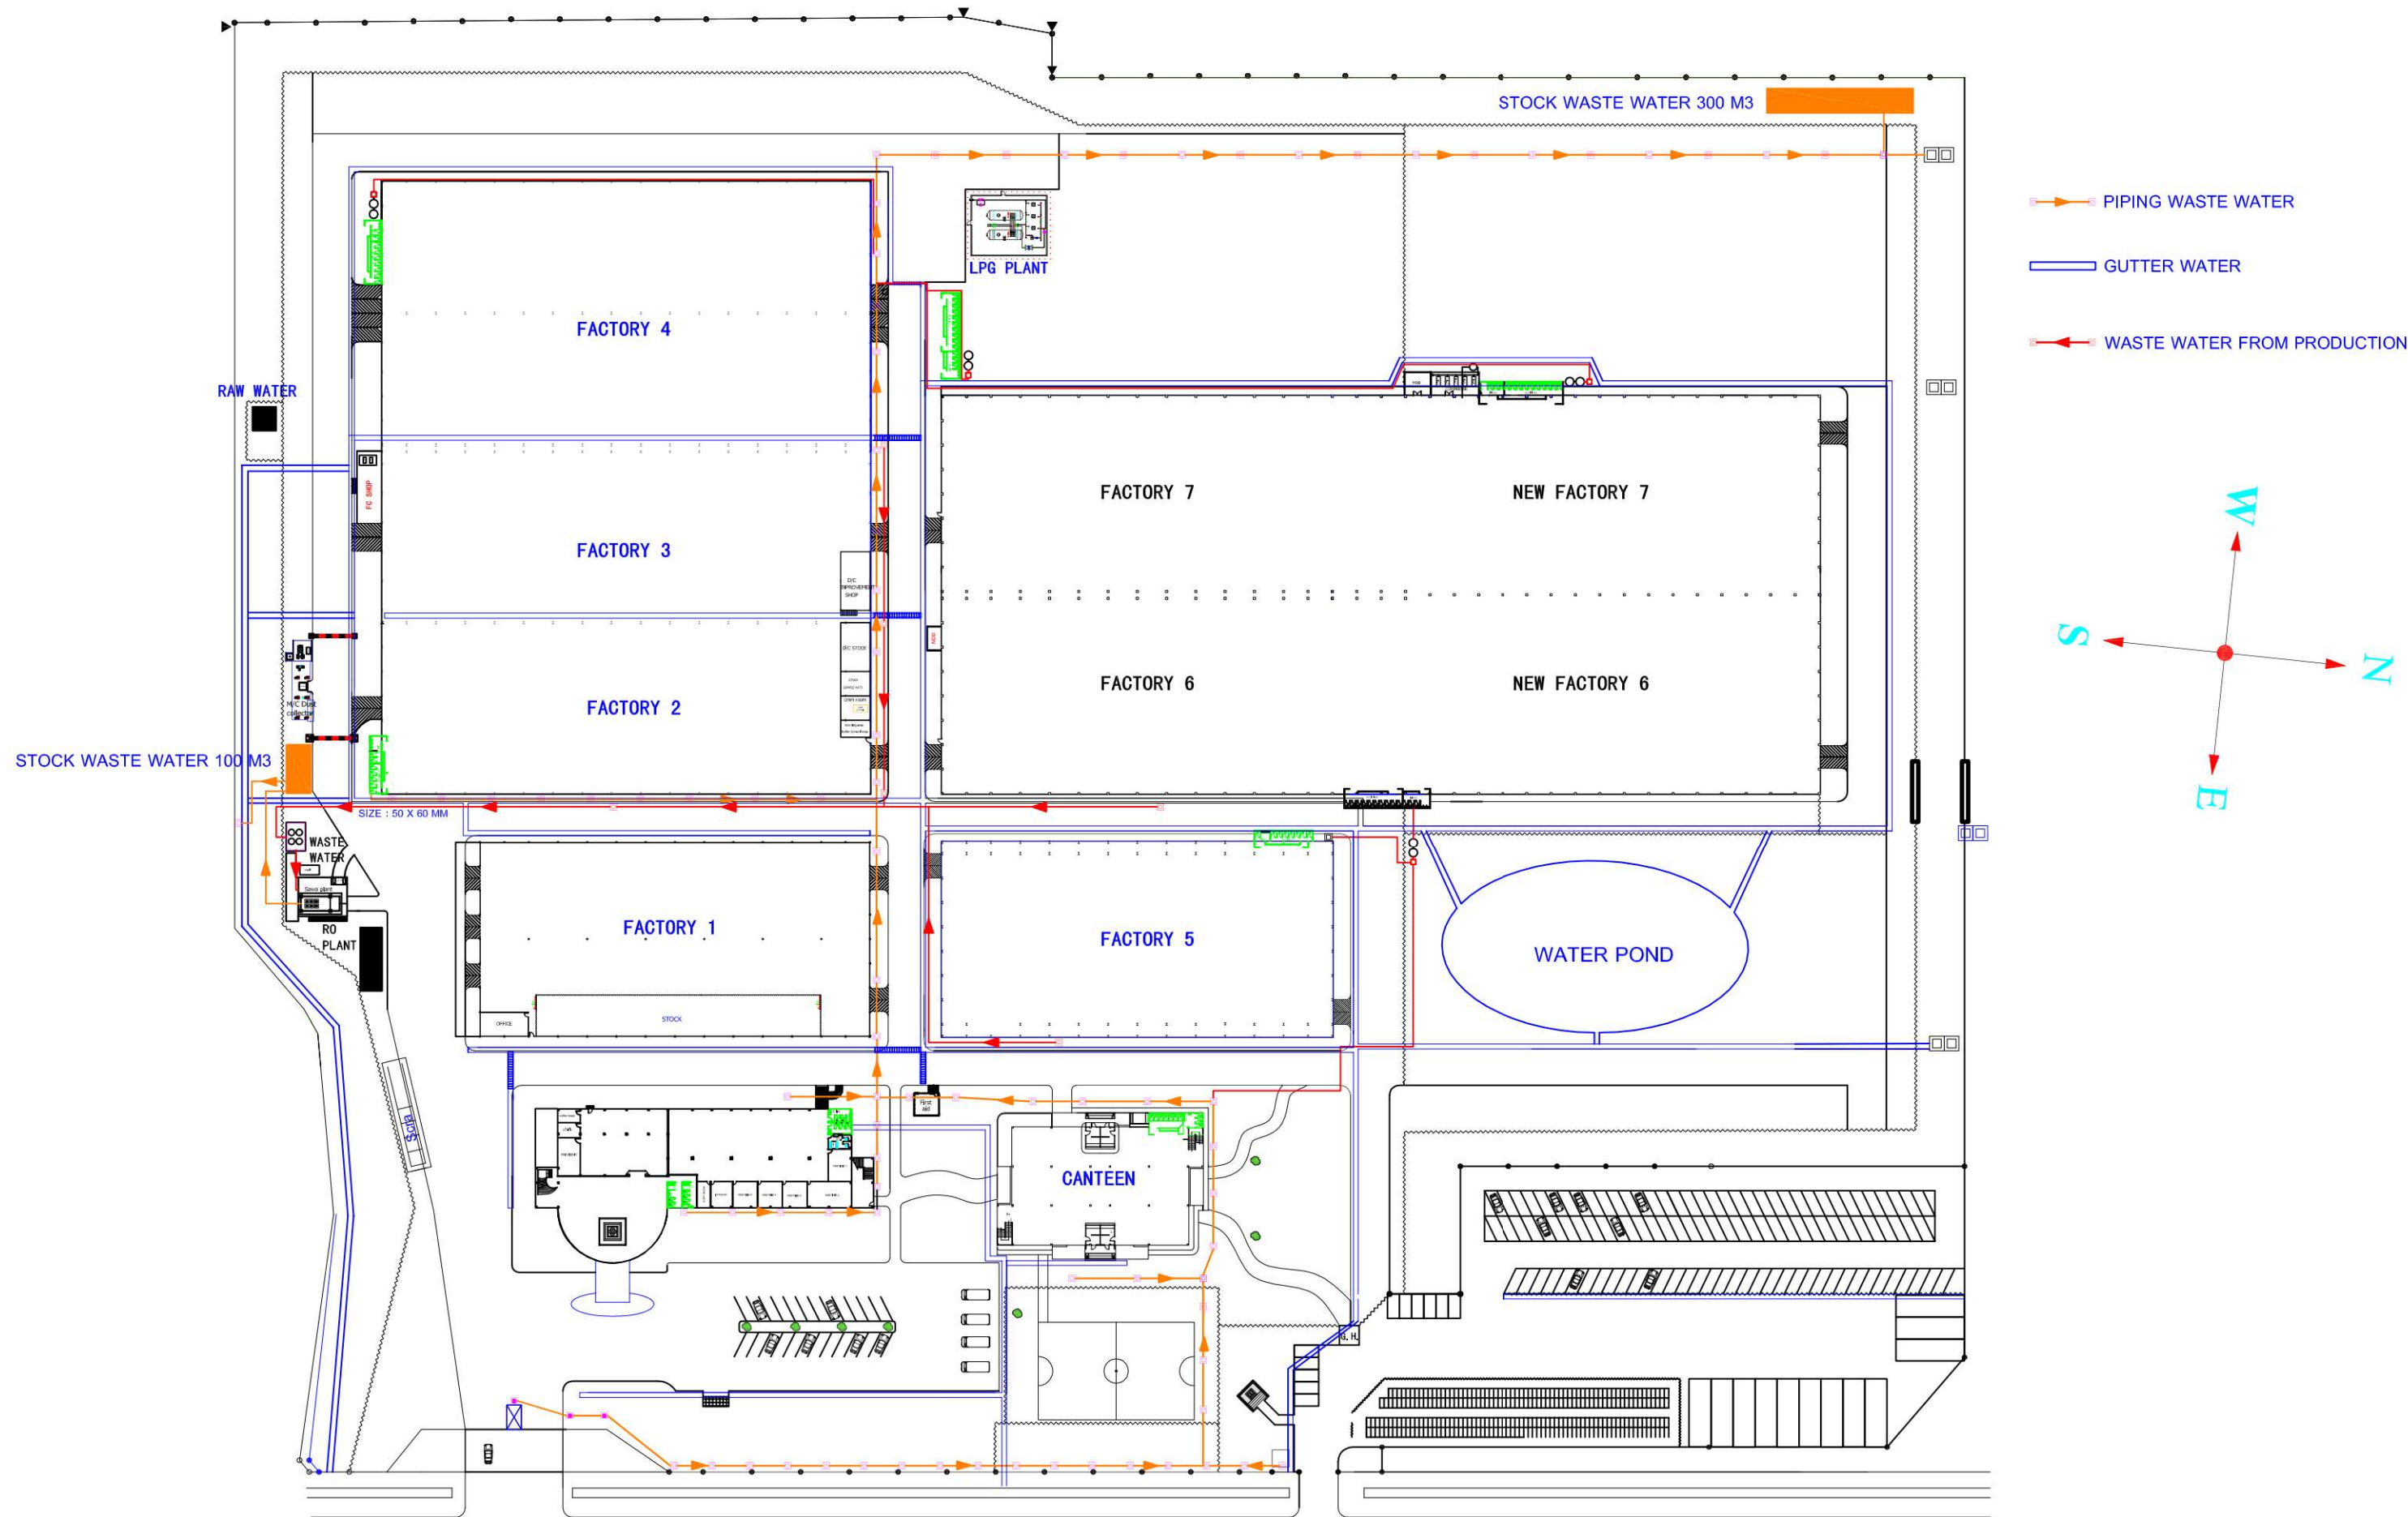 STOCK WASTE WATER 300 M3
PIPING WASTE WATER
LPG PLANT
GUTTER WATER
FACTORY 4
WASTE WATER FROM PRODUCTION
RAW WATER
FC SHOP
FACTORY 7
NEW FACTORY 7
W
FACTORY 3
D/C
IMPROVEMENT
SHOP
S
N
D/C STOCK
FACTORY 6
NEW FACTORY 6
M/C Dust
collector
FACTORY 2
STOCK WASTE WATER 100 M3
E
SIZE : 50 X 60 MM
WASTE
WATER
RO
PLANT
FACTORY 1
FACTORY 5
WATER POND
OFFICE
STOCK
First
aid
CANTEEN
G.H.